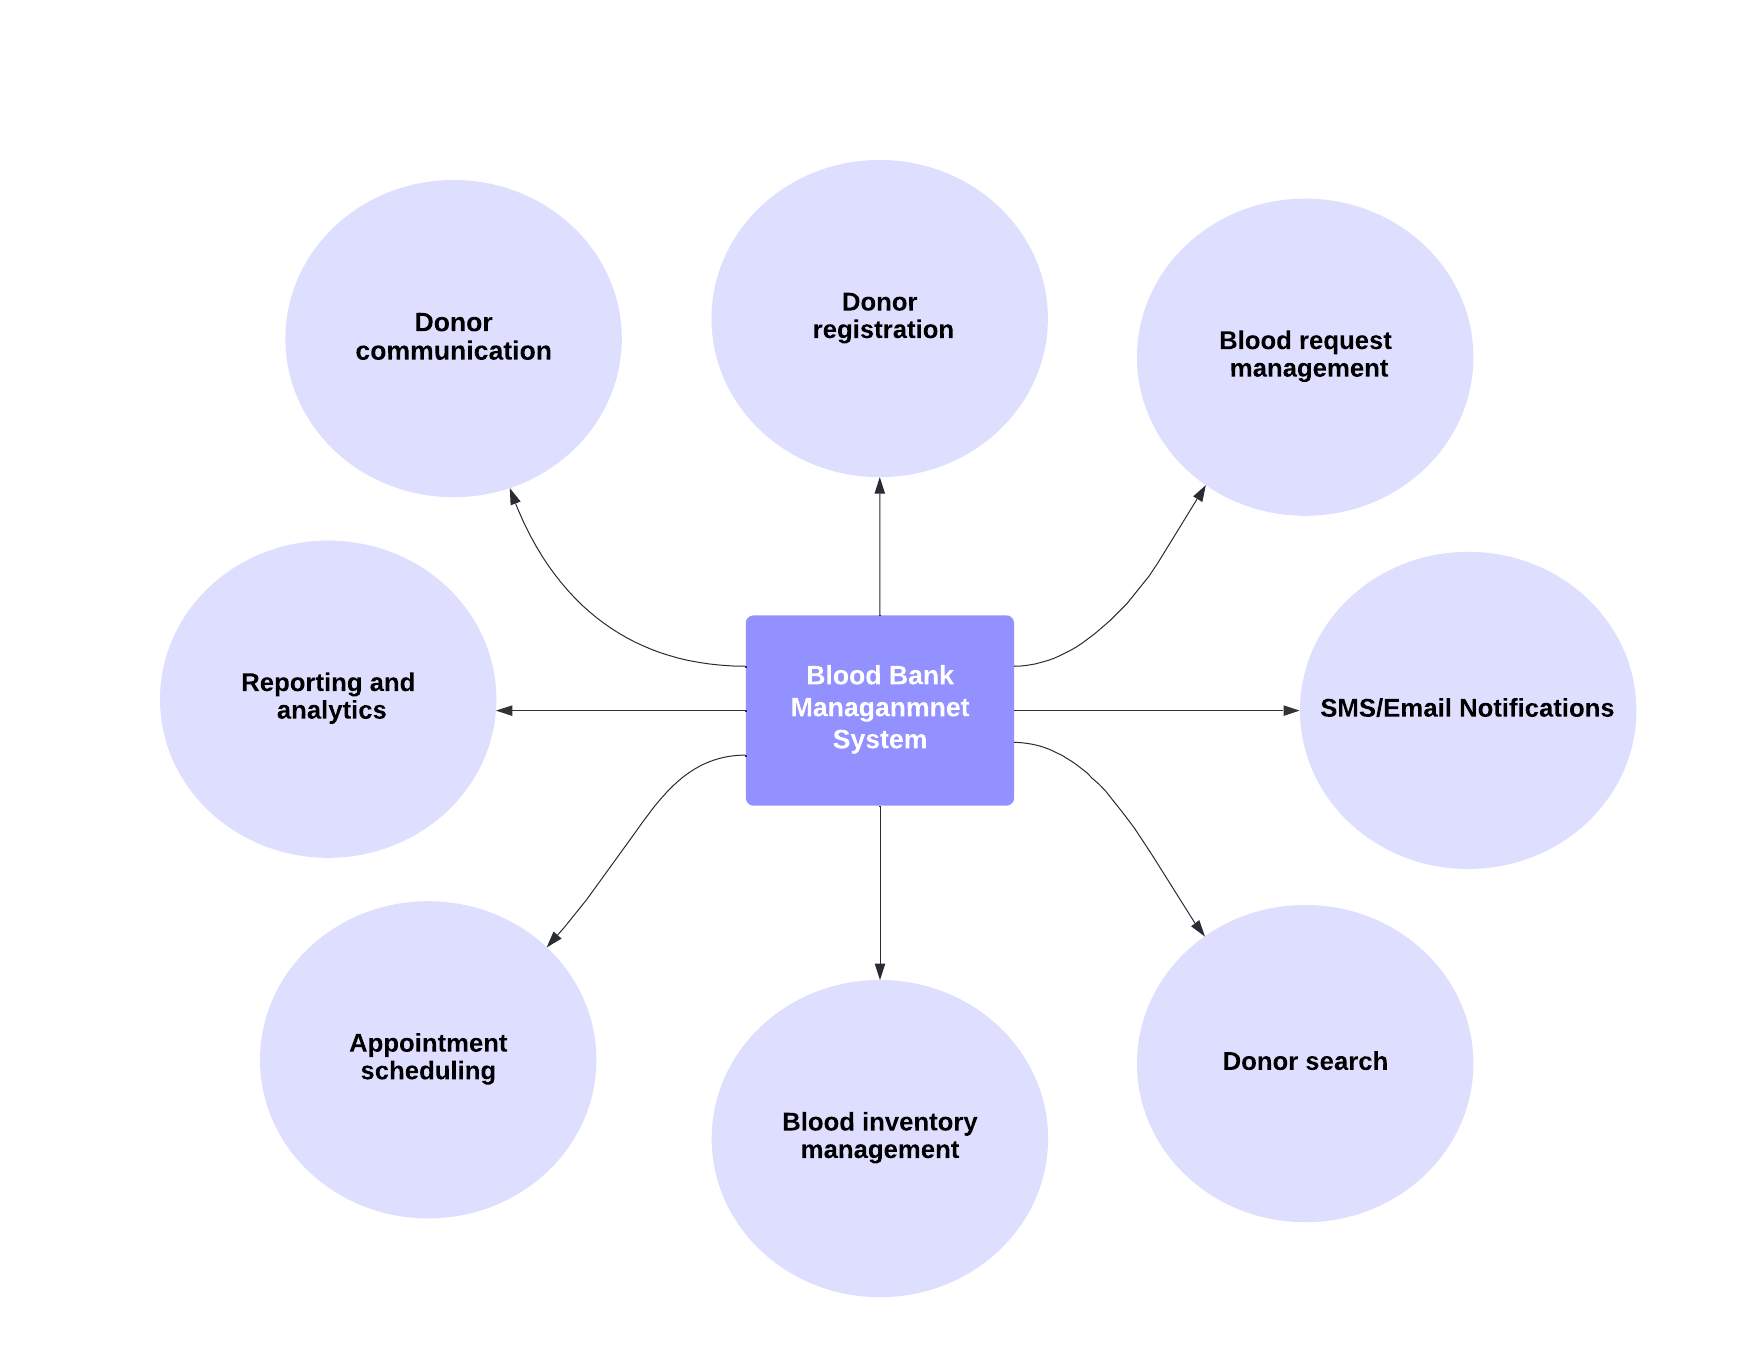 Donor
communication
Donor
registration
Blood request
management
Reporting and
analytics
Blood Bank
Managanmnet
System
SMS/Email Notifications
Appointment
scheduling
Blood inventory
management
Donor search